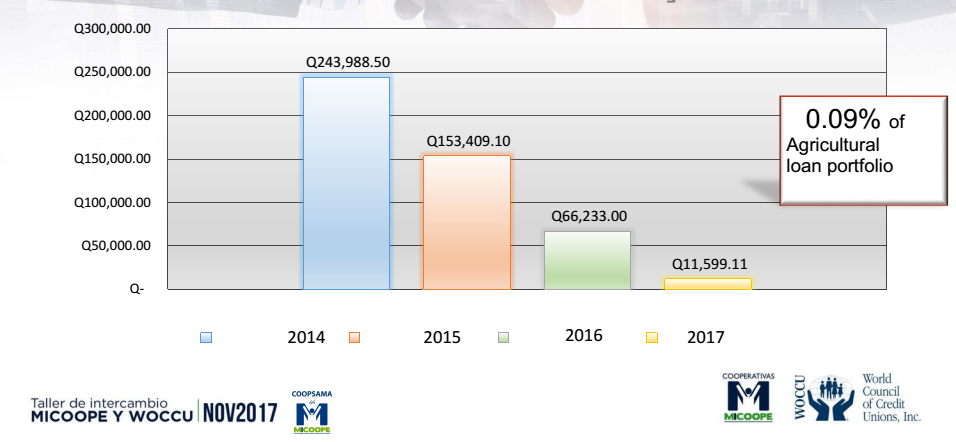 Q300,000.00
Q250,000.00
Q200,000.00
Q150,000.00
Q100,000.00
Q50,000.00
Q-
Q243,988.50
Q153,409.10
Q66,233.00
Q11,599.11
0.09% of
Agricultural
loan portfolio
2014 2015 2016 2017
Taller de intercambio
MICOOPE Y WOCCU NOV2017
COOPSAMA
MICOOPE
COOPERATIVAS
MICOOPE
WOCCU
World
Council
of Credit
Unions, Inc.